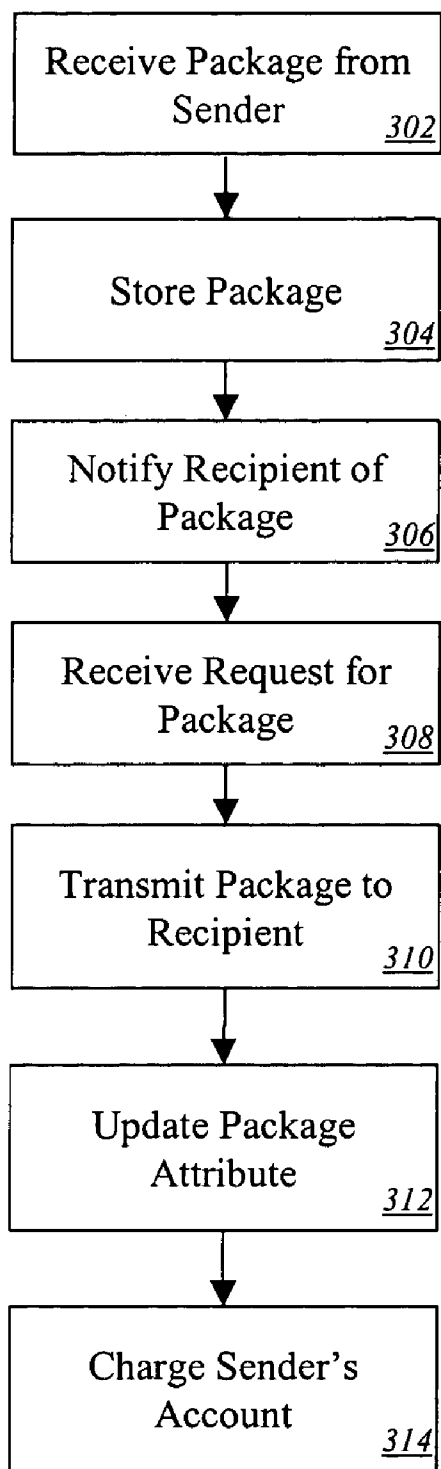 Receive Package from
Sender
302
Store Package
304
Notify Recipient of
Package
306
Receive Request for
Package
308
Transmit Package to
Recipient
310
Update Package
Attribute
312
Charge Sender's
Account
314